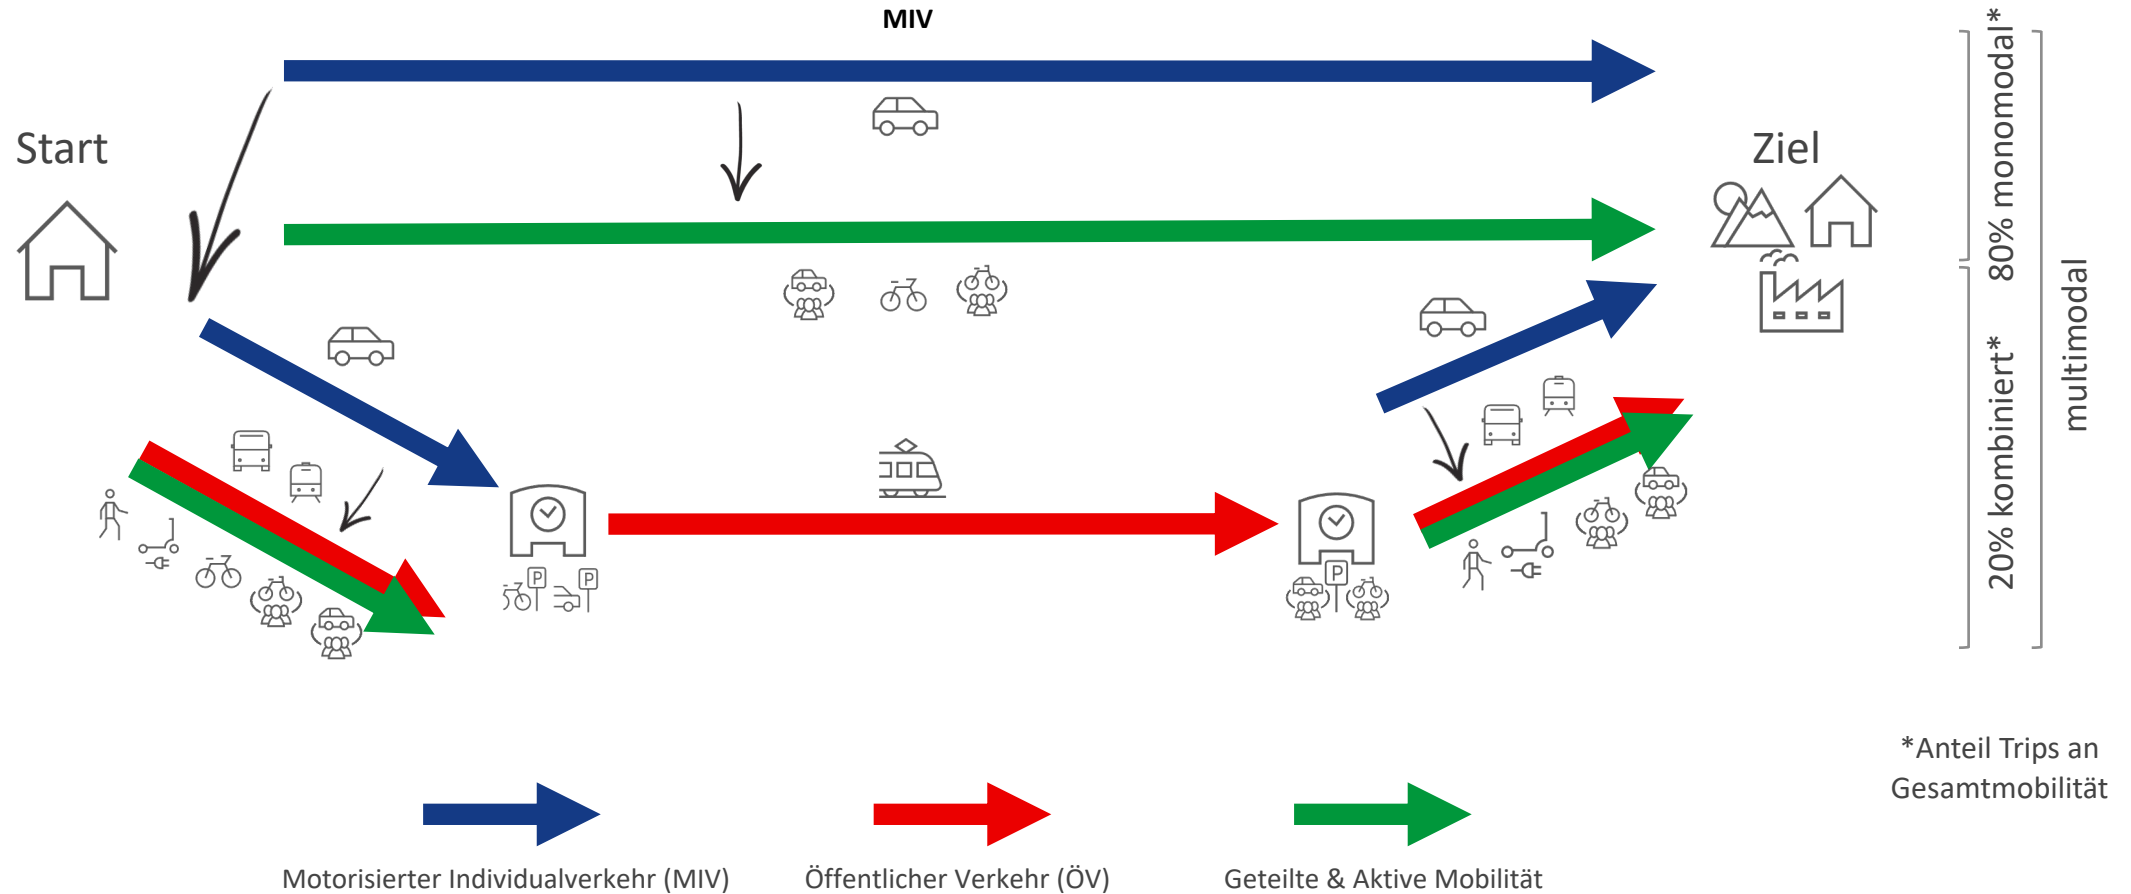 MIV
Start
Ziel
80% monomodal*
20% kombiniert*
multimodal
P
P
P
*Anteil Trips an
Gesamtmobilität
Motorisierter Individualverkehr (MIV)
Öffentlicher Verkehr (ÖV)
Geteilte & Aktive Mobilität